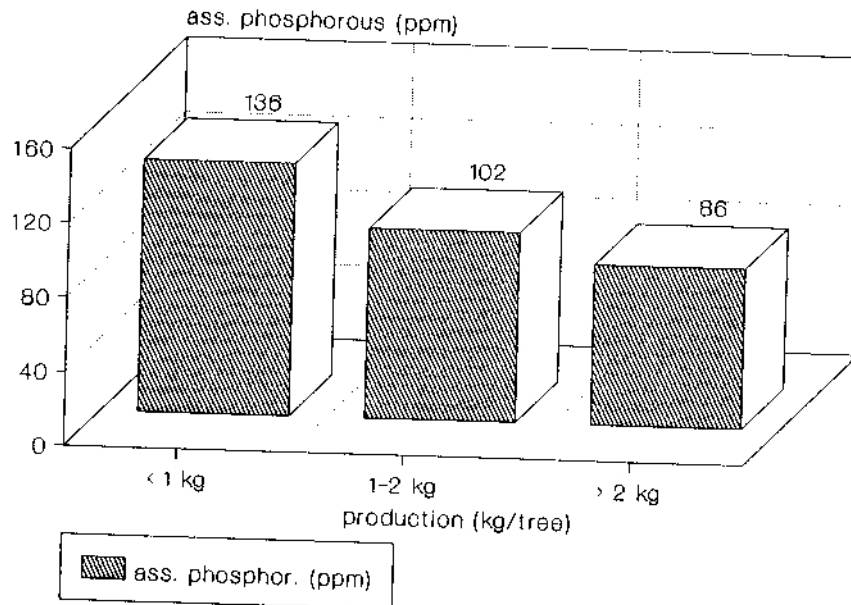 ass. phosphorous (ppm)
136
102
86
160
120
80
40
0
< 1 kg
1-2 kg
> 2 kg
production (kg/tree)
ass. phosphor. (ppm)